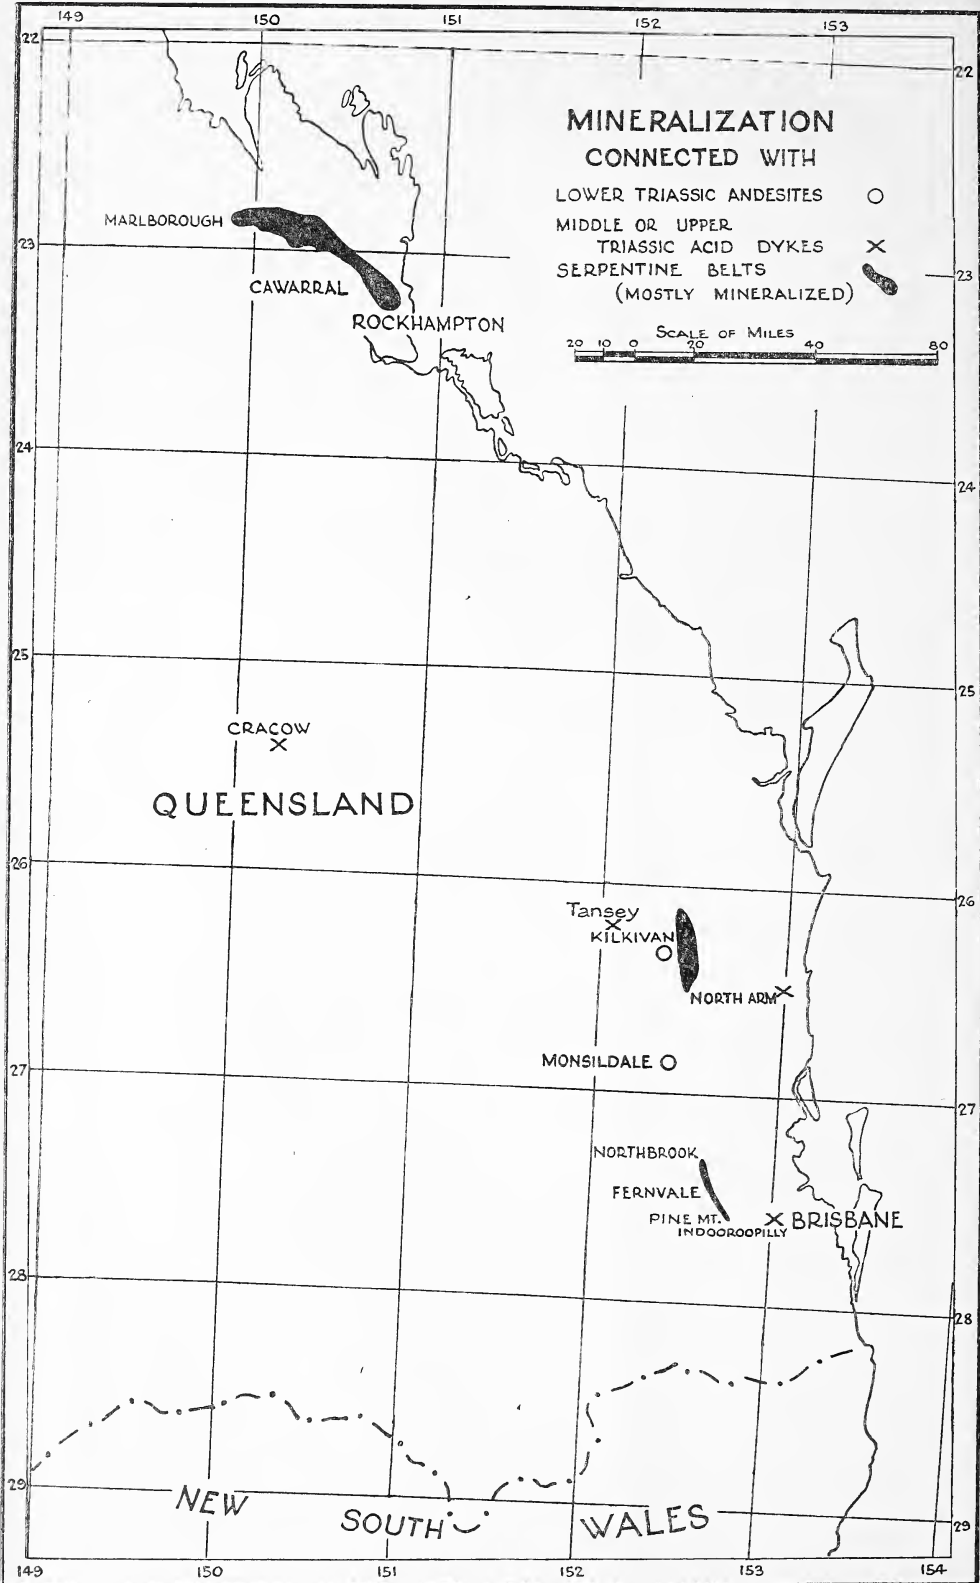 149 150 151 152 153
22 22
MINERALIZATION
CONNECTED WITH
LOWER TRIASSIC ANDESITES
MIDDLE OR UPPER
TRIASSIC ACID DYKES
SERPENTINE BELTS
(MOSTLY MINERALIZED)
SCALE OF MILES
20 10 0 20 40 80
MARLBOROUGH
23 23
CAWARRAL
ROCKHAMPTON
24 24
25 25
CRACOW
QUEENSLAND
26 26
Tansey
KILKIVAN
NORTH ARM
MONSILDALE
27 27
NORTHBROOK
FERNVALE
PINE MT.
INDOOROOPILLY
BRISBANE
28 28
29 29
NEW SOUTH WALES
149 150 151 152 153 154